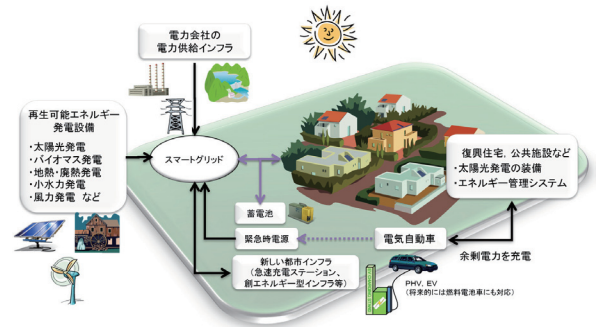 電力会社の
電力供給インフラ
再生可能エネルギー
発電設備
・太陽光発電
・バイオマス発電
・地熱・廃熱発電
・小水力発電
・風力発電 など
スマートグリッド
復興住宅, 公共施設など
・太陽光発電の装備
・エネルギー管理システム
蓄電池
緊急時電源
電気自動車
余剰電力を充電
新しい都市インフラ
（急速充電ステーション、
創エネルギー型インフラ等）
PHV, EV
（将来的には燃料電池車にも対応）